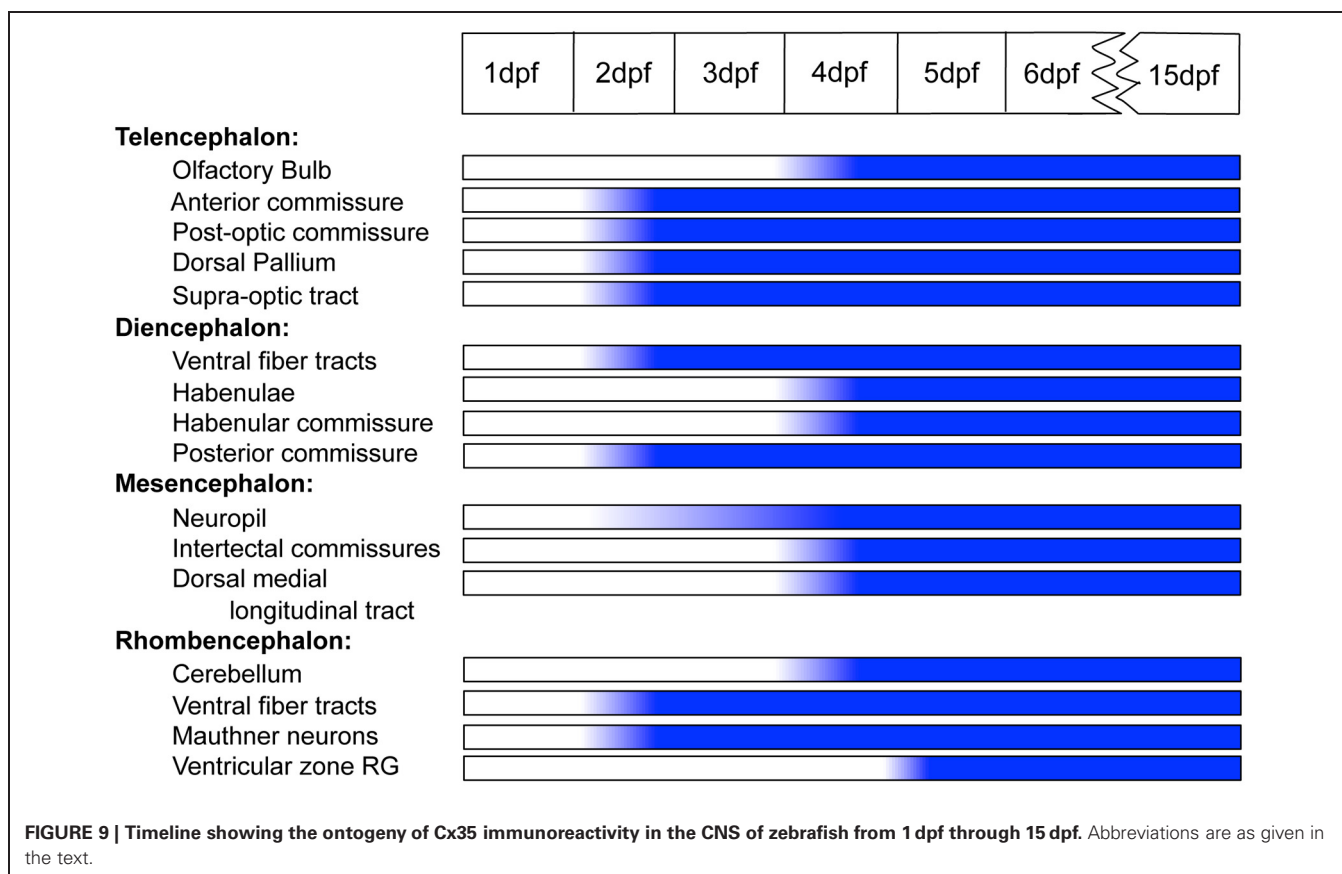 1dpf 2dpf 3dpf 4dpf 5dpf 6dpf 15dpf
Telencephalon:
Olfactory Bulb
Anterior commissure
Post-optic commissure
Dorsal Pallium
Supra-optic tract
Diencephalon:
Ventral fiber tracts
Habenulae
Habenular commissure
Posterior commissure
Mesencephalon:
Neuropil
Intertectal commissures
Dorsal medial
longitudinal tract
Rhombencephalon:
Cerebellum
Ventral fiber tracts
Mauthner neurons
Ventricular zone RG
FIGURE 9 | Timeline showing the ontogeny of Cx35 immunoreactivity in the CNS of zebrafish from 1 dpf through 15 dpf. Abbreviations are as given in
the text.